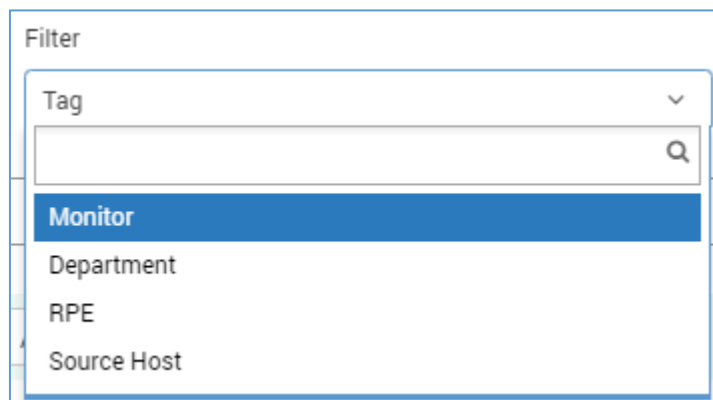 Filter
Tag
Monitor
Department
RPE
Source Host